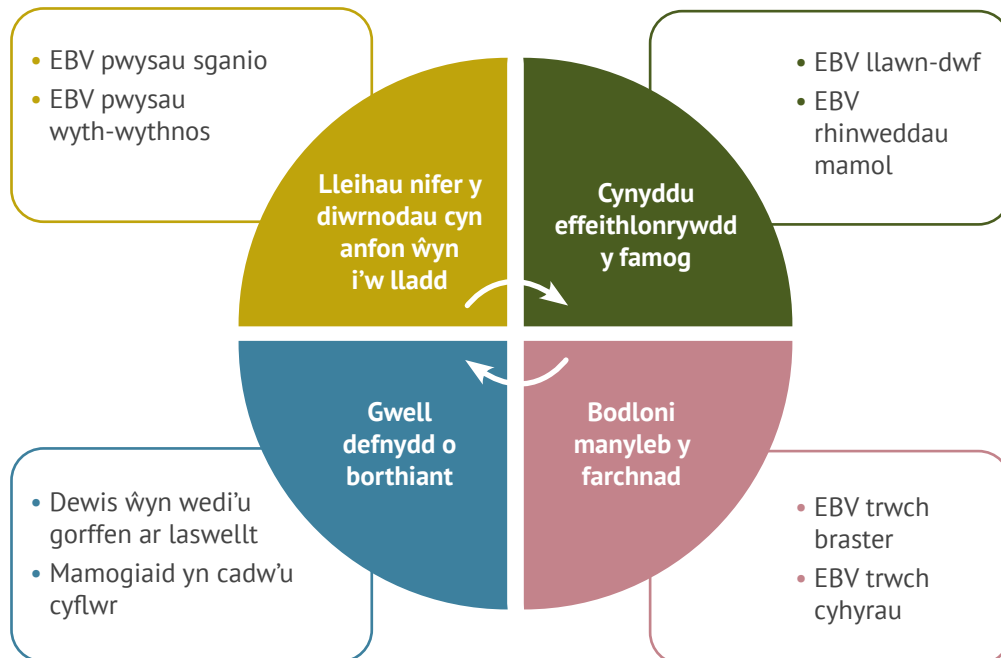 • EBV pwysau sganio
• EBV pwysau
wyth-wythnos
• EBV llawn-dwf
• EBV
rhinweddau
mamol
Lleihau nifer y
diwrnodau cyn
anfon ŵyn
i’w lladd
Cynyddu
effeithlonrywdd
y famog
Gwell
defnydd o
borthiant
Bodloni
manyleb y
farchnad
• Dewis ŵyn wedi’u
gorffen ar laswellt
• Mamogiaid yn cadw’u
cyflwr
• EBV trwch
braster
• EBV trwch
cyhyrau